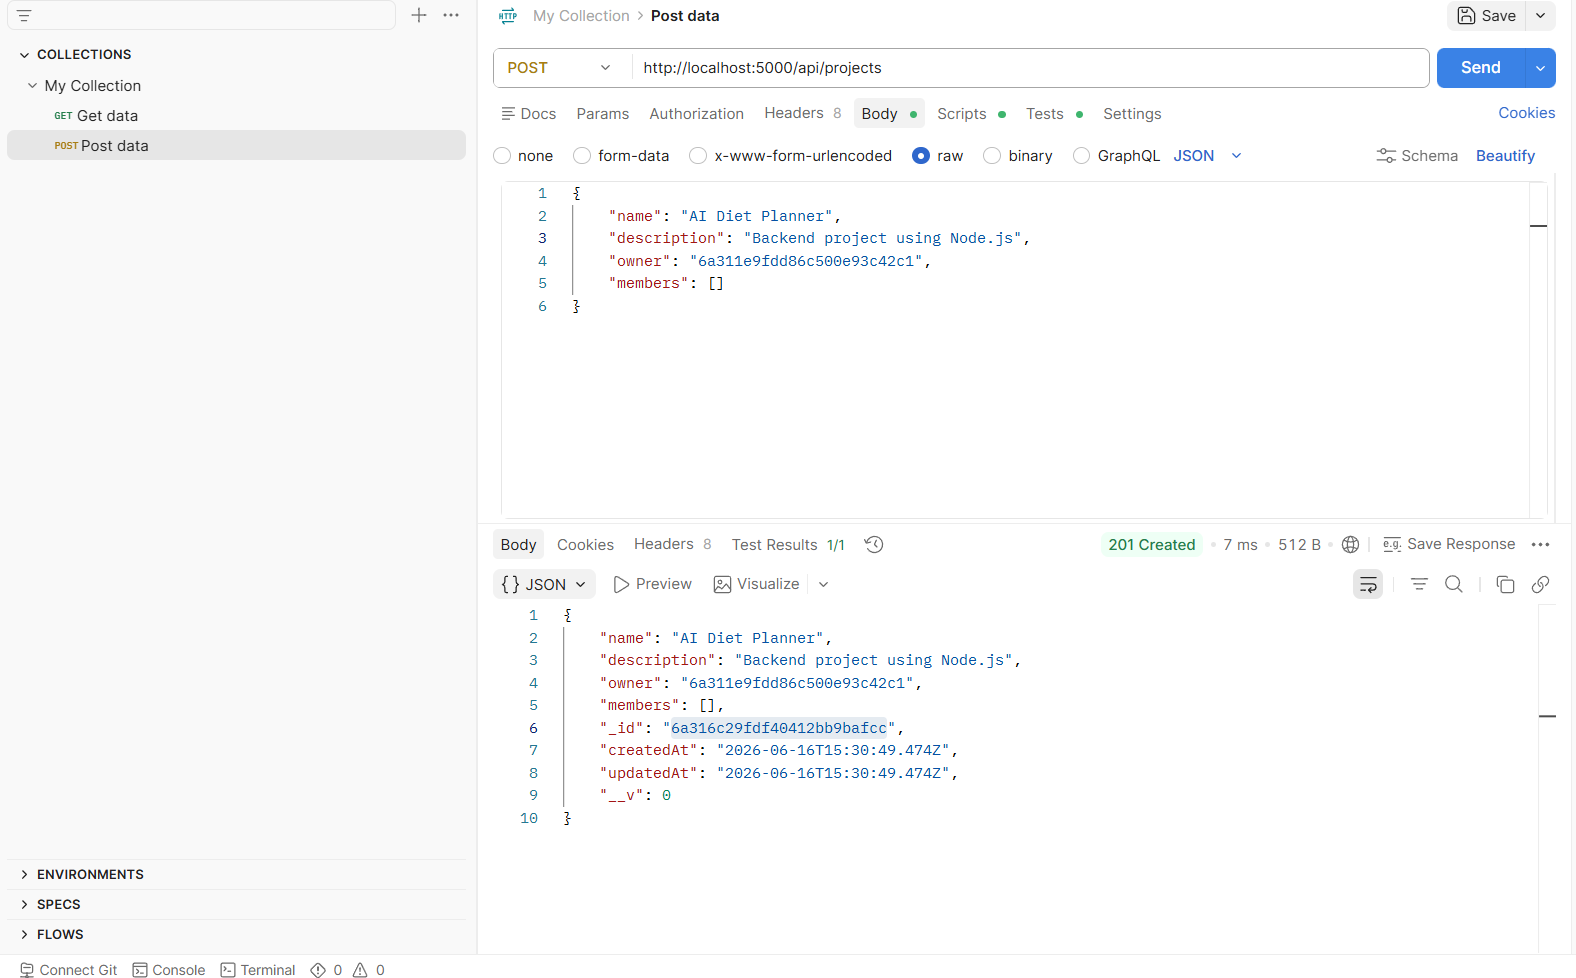 COLLECTIONS
My Collection
GET Get data
POST Post data
ENVIRONMENTS
SPECS
FLOWS
HTTP My Collection > Post data
Save
POST http://localhost:5000/api/projects
Send
Docs Params Authorization Headers 8 Body Scripts Tests Settings Cookies
none form-data x-www-form-urlencoded raw binary GraphQL JSON Schema Beautify
1 {
2 "name": "AI Diet Planner",
3 "description": "Backend project using Node.js",
4 "owner": "6a311e9fdd86c500e93c42c1",
5 "members": []
6 }
Body Cookies Headers 8 Test Results 1/1 201 Created • 7 ms • 512 B • e.g. Save Response
{} JSON Preview Visualize
1 {
2 "name": "AI Diet Planner",
3 "description": "Backend project using Node.js",
4 "owner": "6a311e9fdd86c500e93c42c1",
5 "members": [],
6 "_id": "6a316c29fdf40412bb9bafcc",
7 "createdAt": "2026-06-16T15:30:49.474Z",
8 "updatedAt": "2026-06-16T15:30:49.474Z",
9 "__v": 0
10 }
Connect Git Console Terminal 0 0